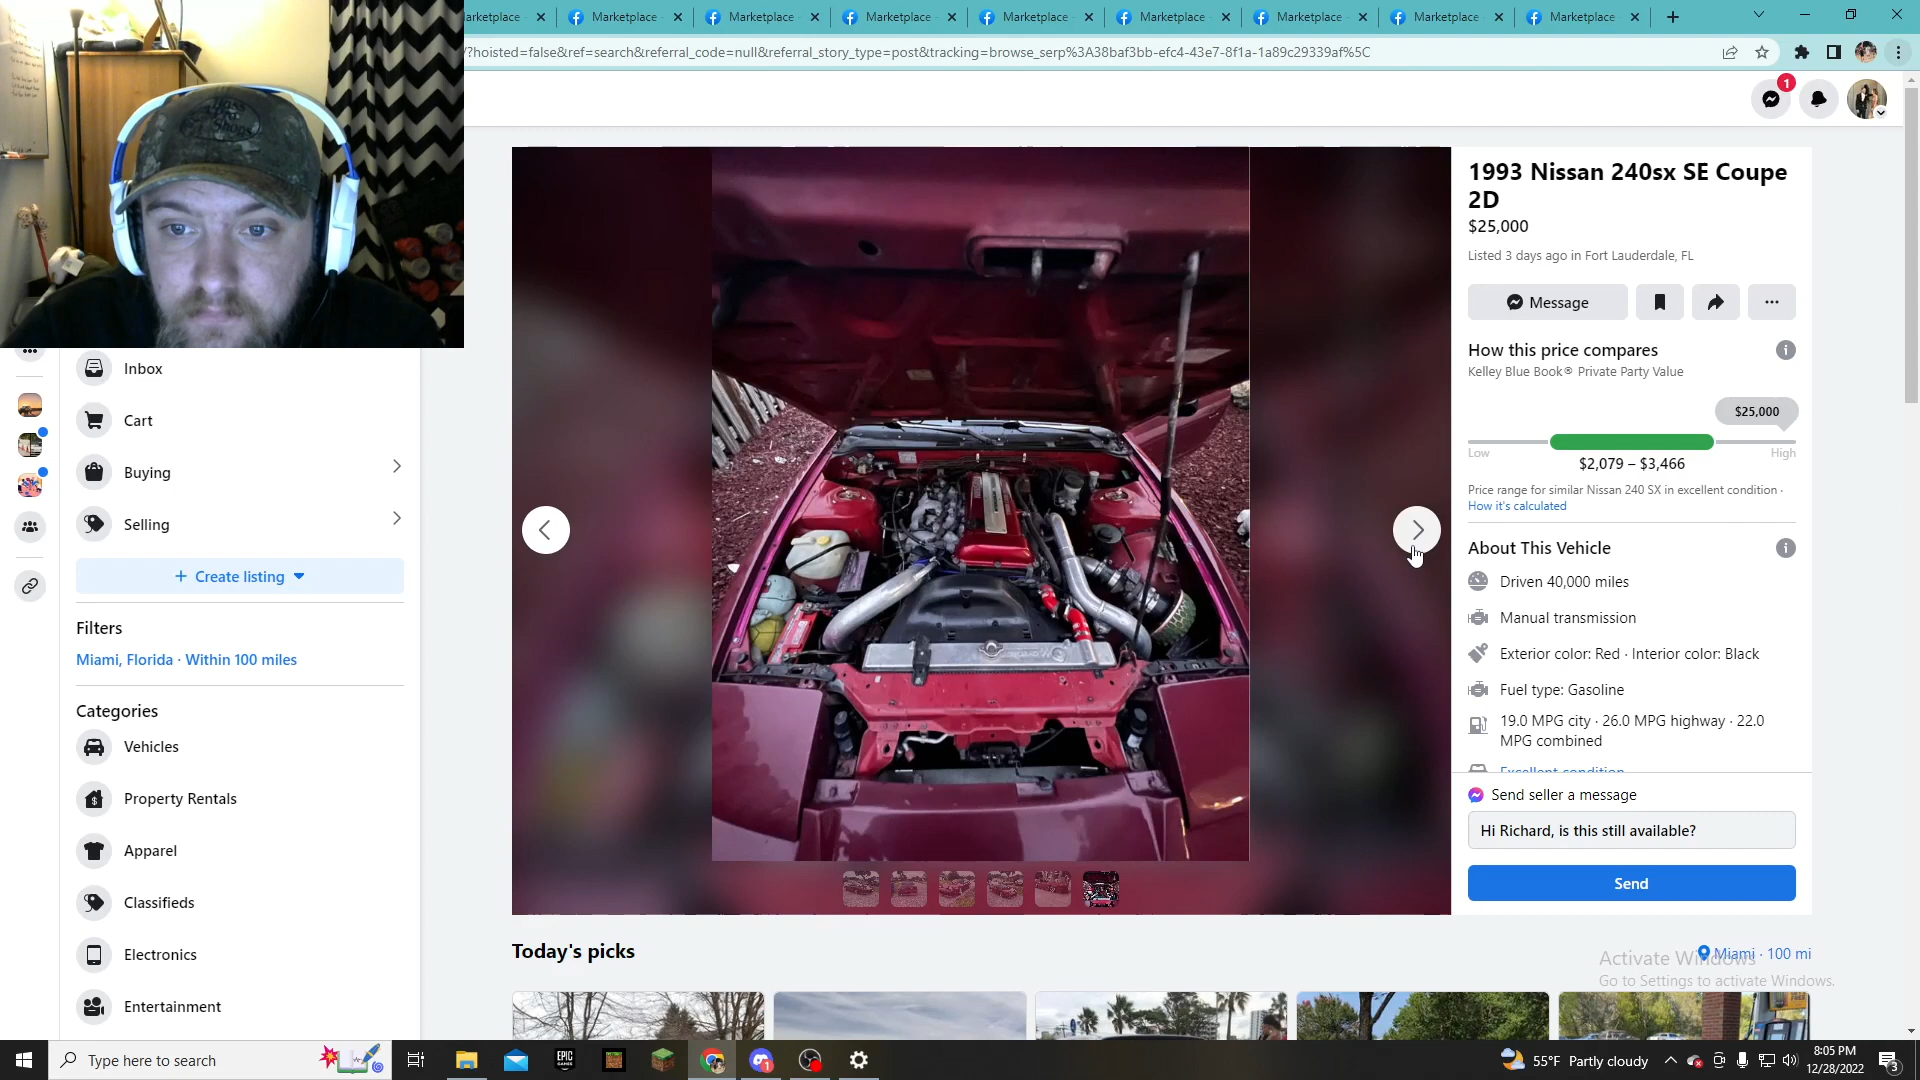 Marketplace
Marketplace
Marketplace
Marketplace
Marketplace
Marketplace
Marketplace
Marketplace
/?hoisted=false&ref=search&referral_code=null&referral_story_type=post&tracking=browse_serp%3A38baf3bb-efc4-43e7-8f1a-1a89c29339af%5C
1
1993 Nissan 240sx SE Coupe
2D
$25,000
Listed 3 days ago in Fort Lauderdale, FL
Message
How this price compares
Kelley Blue Book® Private Party Value
$25,000
Low
High
$2,079 – $3,466
Price range for similar Nissan 240 SX in excellent condition ·
How it's calculated
About This Vehicle
Driven 40,000 miles
Manual transmission
Exterior color: Red · Interior color: Black
Fuel type: Gasoline
19.0 MPG city · 26.0 MPG highway · 22.0
MPG combined
Excellent condition
Send seller a message
Hi Richard, is this still available?
Send
Inbox
Cart
Buying
Selling
+ Create listing
Filters
Miami, Florida · Within 100 miles
Categories
Vehicles
Property Rentals
Apparel
Classifieds
Electronics
Entertainment
Today's picks
Miami · 100 mi
Activate Windows
Go to Settings to activate Windows.
Type here to search
EPIC GAMES
1
55°F Partly cloudy
8:05 PM
12/28/2022
3